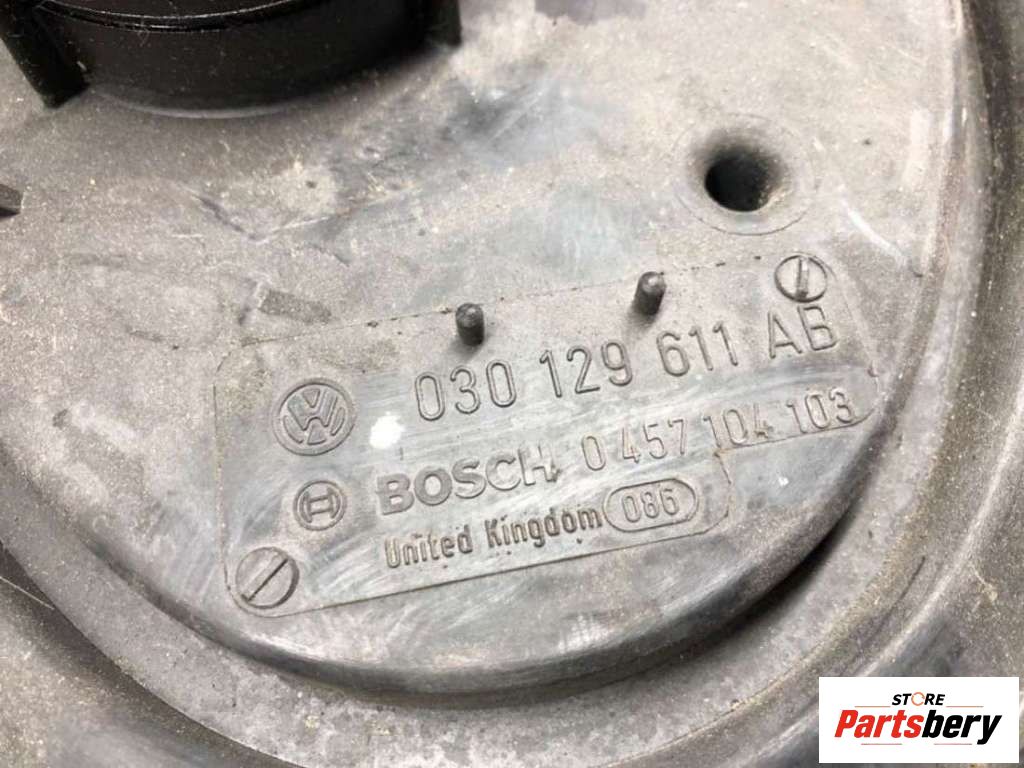 030 129 611 AB
BOSCH 0 457 104 103
United Kingdom 086
STORE
Partsbery